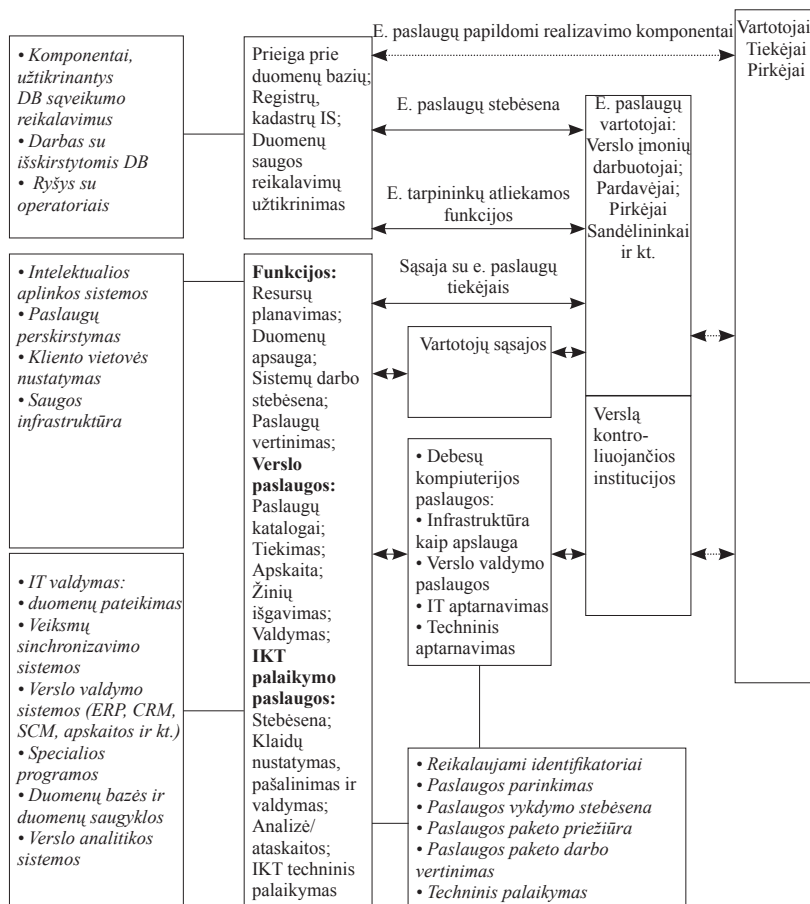 • Komponentai,
užtikrinantys
DB sąveikumo
reikalavimus
• Darbas su
išskirstytomis DB
• Ryšys su
operatoriais
Prieiga prie
duomenų bazių;
Registrų,
kadastrų IS;
Duomenų
saugos
reikalavimų
užtikrinimas
E. paslaugų papildomi realizavimo komponentai
E. paslaugų stebėsena
E. tarpininkų atliekamos
funkcijos
Sąsaja su e. paslaugų
tiekėjais
E. paslaugų
vartotojai:
Verslo įmonių
darbuotojai;
Pardavėjai;
Pirkėjai
Sandėlininkai
ir kt.
Vartotojai
Tiekėjai
Pirkėjai
• Intelektualios
aplinkos sistemos
• Paslaugų
perskirstymas
• Kliento vietovės
nustatymas
• Saugos
infrastruktūra
Funkcijos:
Resursų
planavimas;
Duomenų
apsauga;
Sistemų darbo
stebėsena;
Paslaugų
vertinimas;
Verslo
paslaugos:
Paslaugų
katalogai;
Tiekimas;
Apskaita;
Žinių
išgavimas;
Valdymas;
IKT
palaikymo
paslaugos:
Stebėsena;
Klaidų
nustatymas,
pašalinimas ir
valdymas;
Analizė/
ataskaitos;
IKT techninis
palaikymas
Vartotojų sąsajos
Verslą
kontro-
liuojančios
institucijos
• Debesų
kompiuterijos
paslaugos:
• Infrastruktūra
kaip apslauga
• Verslo valdymo
paslaugos
• IT aptarnavimas
• Techninis
aptarnavimas
• IT valdymas:
• duomenų pateikimas
• Veiksmų
sinchronizavimo
sistemos
• Verslo valdymo
sistemos (ERP, CRM,
SCM, apskaitos ir kt.)
• Specialios
programos
• Duomenų bazės ir
duomenų saugyklos
• Verslo analitikos
sistemos
• Reikalaujami identifikatoriai
• Paslaugos parinkimas
• Paslaugos vykdymo stebėsena
• Paslaugos paketo priežiūra
• Paslaugos paketo darbo
vertinimas
• Techninis palaikymas